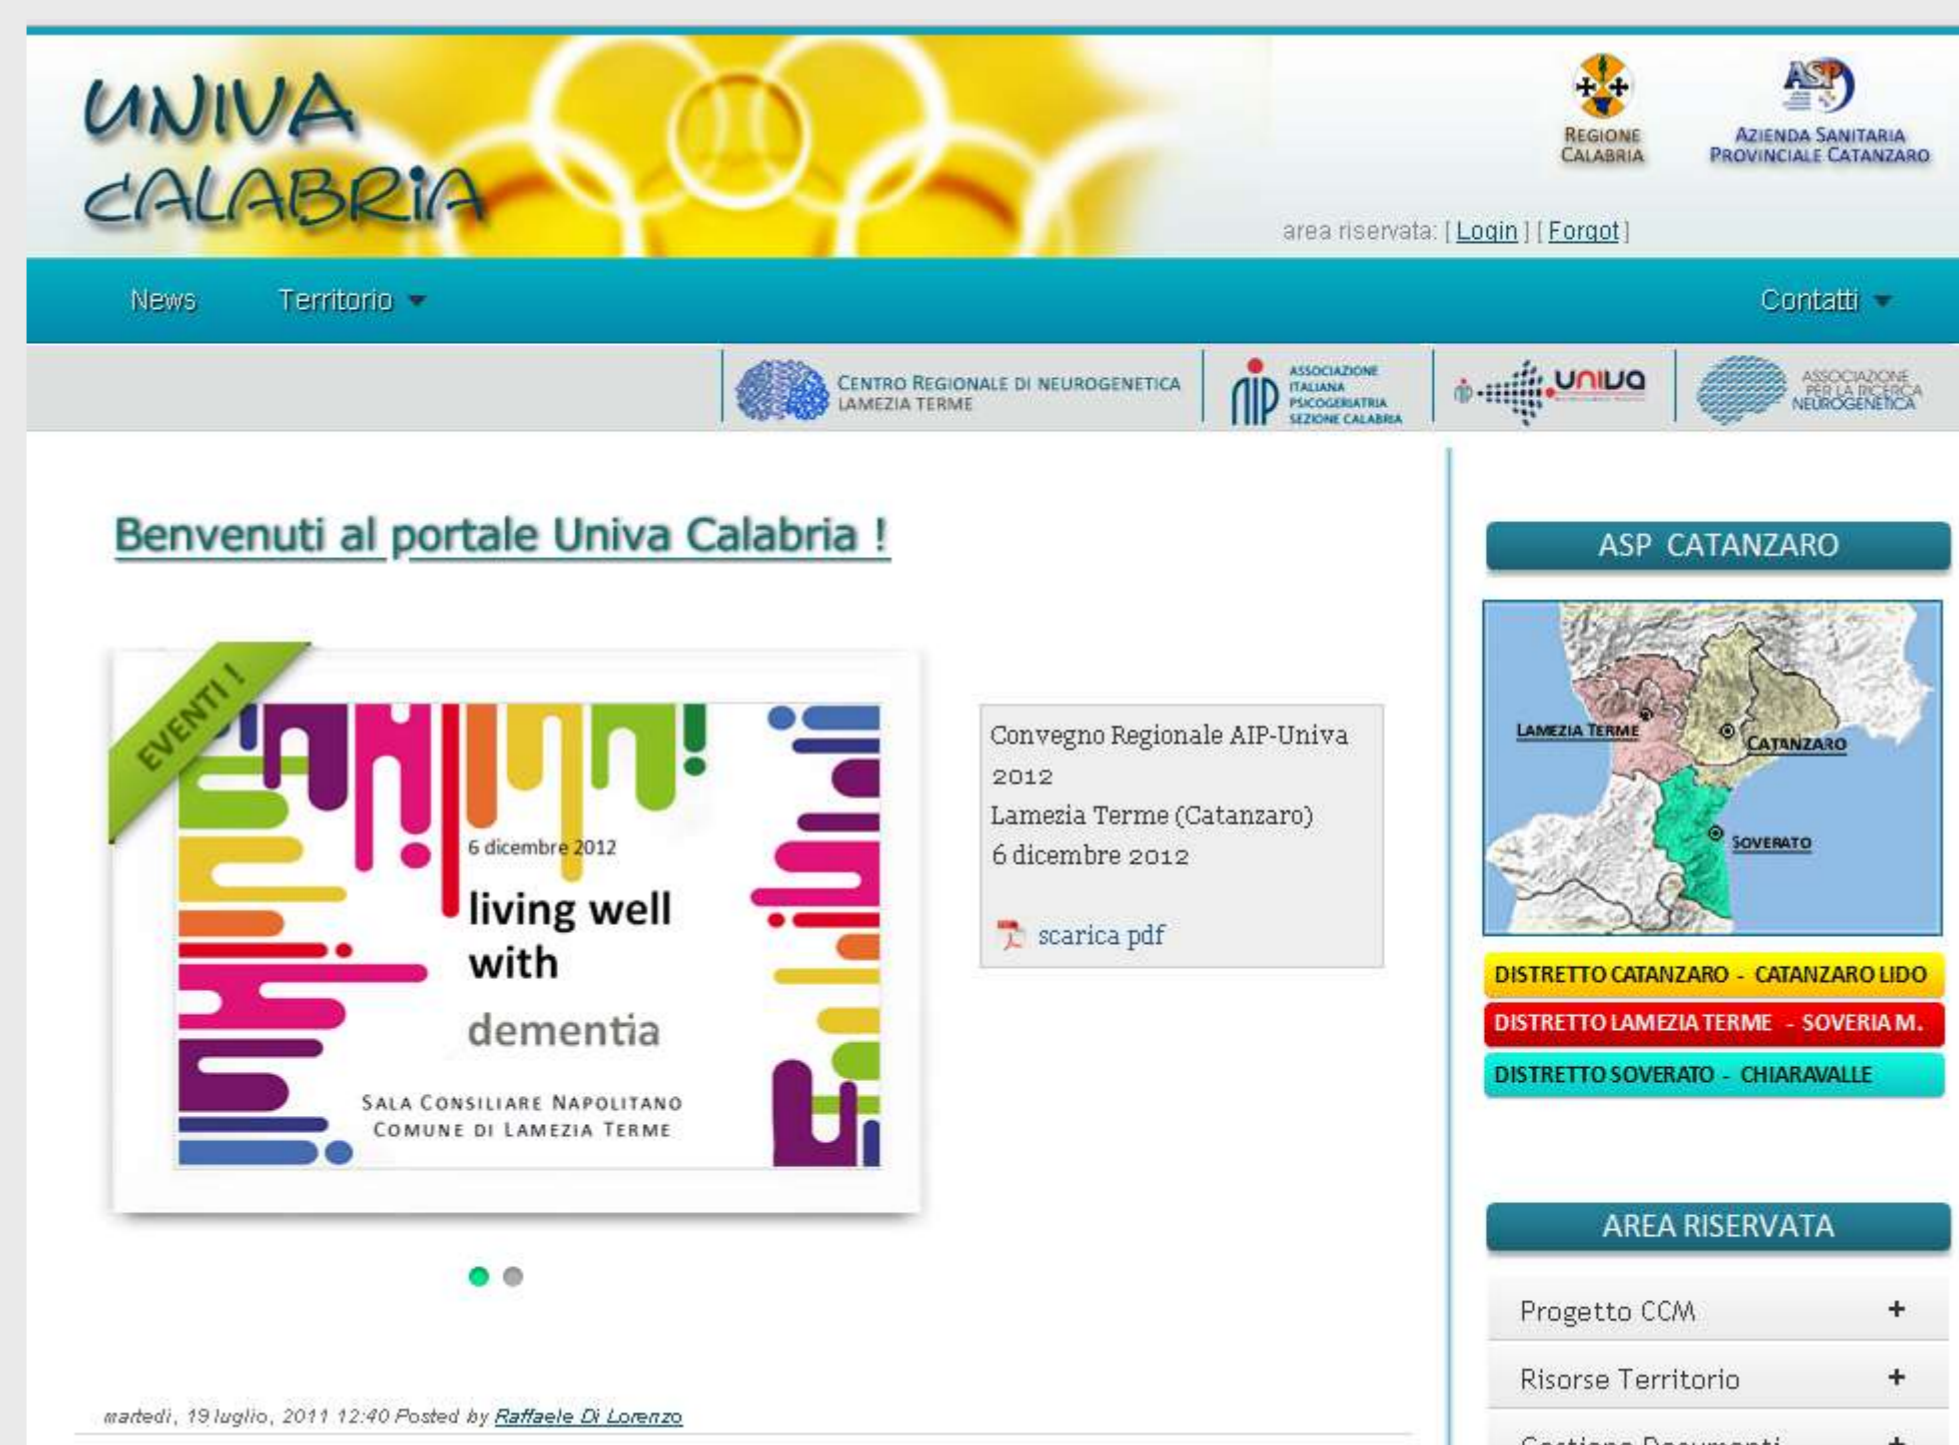 UNIVA
CALABRIA
REGIONE
CALABRIA
ASP
AZIENDA SANITARIA
PROVINCIALE CATANZARO
area riservata: [ Login ] [ Forgot ]
News
Territorio
Contatti
CENTRO REGIONALE DI NEUROGENETICA
LAMEZIA TERME
AIP
ASSOCIAZIONE
ITALIANA
PSICOGERIATRIA
SEZIONE CALABRIA
UNIVA
ASSOCIAZIONE
PER LA RICERCA
NEUROGENETICA
Benvenuti al portale Univa Calabria !
EVENTI !
6 dicembre 2012
living well
with
dementia
SALA CONSILIARE NAPOLITANO
COMUNE DI LAMEZIA TERME
Convegno Regionale AIP-Univa
2012
Lamezia Terme (Catanzaro)
6 dicembre 2012
scarica pdf
martedì, 19 luglio, 2011 12:40 Posted by Raffaele Di Lorenzo
ASP CATANZARO
LAMEZIA TERME
CATANZARO
SOVERATO
DISTRETTO CATANZARO - CATANZARO LIDO
DISTRETTO LAMEZIA TERME - SOVERIA M.
DISTRETTO SOVERATO - CHIARAVALLE
AREA RISERVATA
Progetto CCM +
Risorse Territorio +
Gestione Documenti +